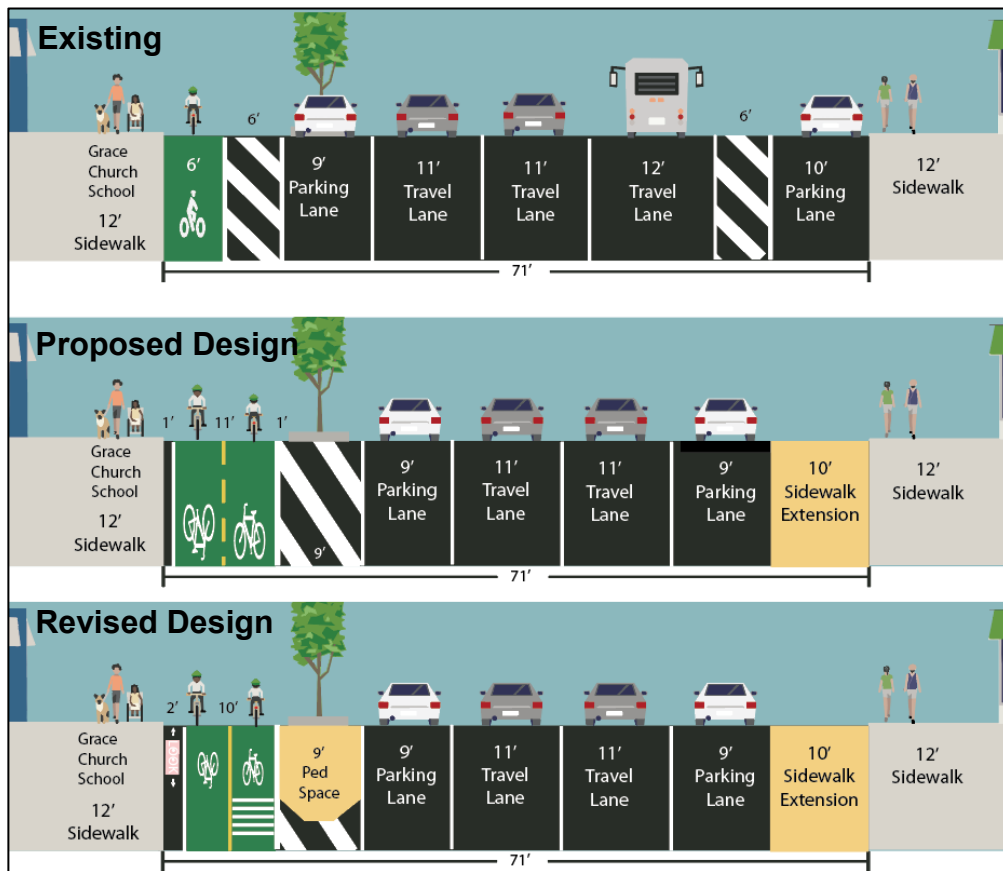 Existing
6'
6'
Grace
Church
School
12'
Sidewalk
6'
9'
Parking
Lane
11'
Travel
Lane
11'
Travel
Lane
12'
Travel
Lane
10'
Parking
Lane
12'
Sidewalk
71'
Proposed Design
1'
11'
1'
Grace
Church
School
12'
Sidewalk
9'
9'
Parking
Lane
11'
Travel
Lane
11'
Travel
Lane
9'
Parking
Lane
10'
Sidewalk
Extension
12'
Sidewalk
71'
Revised Design
2'
10'
Grace
Church
School
12'
Sidewalk
LOOK
9'
Ped
Space
9'
Parking
Lane
11'
Travel
Lane
11'
Travel
Lane
9'
Parking
Lane
10'
Sidewalk
Extension
12'
Sidewalk
71'